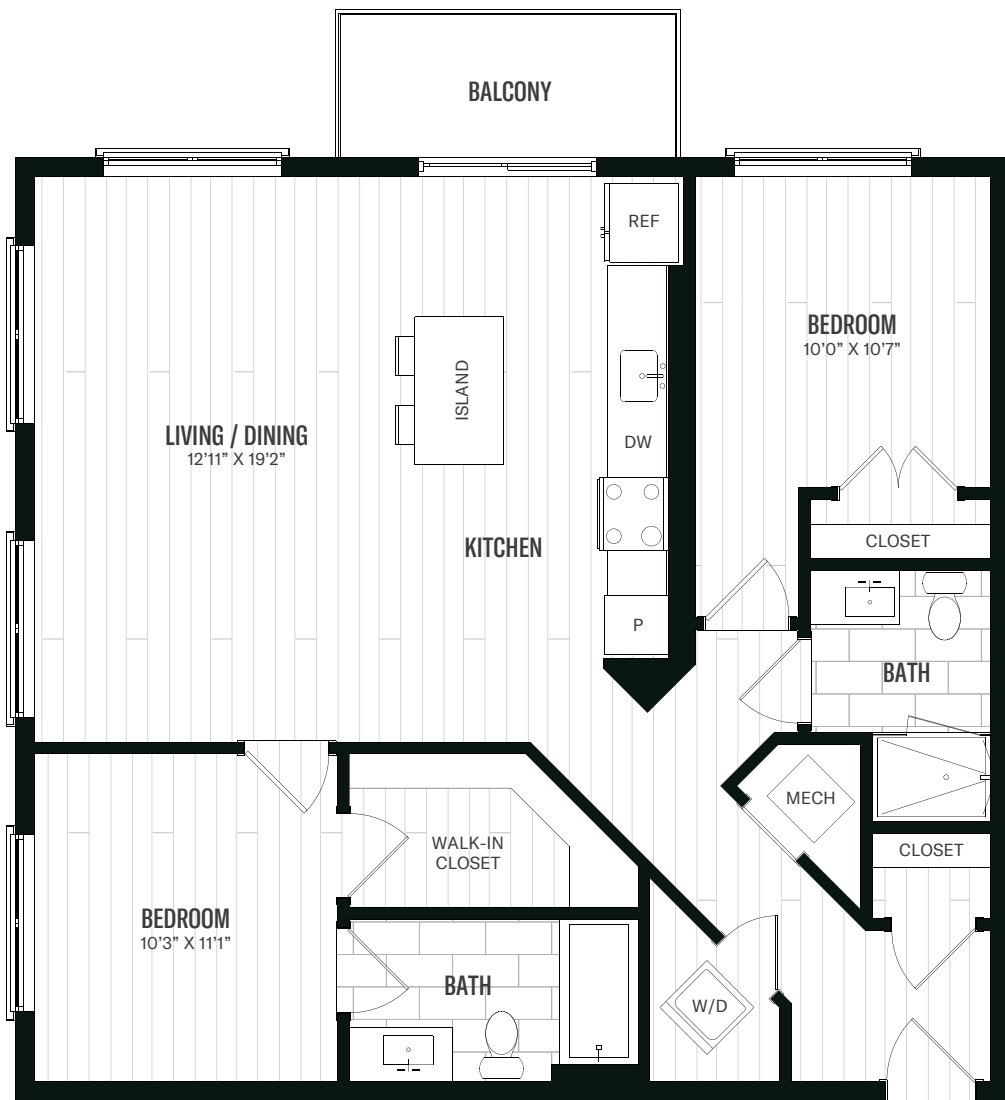 BALCONY
REF
BEDROOM
10'0” X 10'7”
ISLAND
LIVING / DINING
12'11” X 19'2”
DW
KITCHEN
CLOSET
P
BATH
MECH
WALK-IN
CLOSET
CLOSET
BEDROOM
10'3” X 11'1”
BATH
W/D